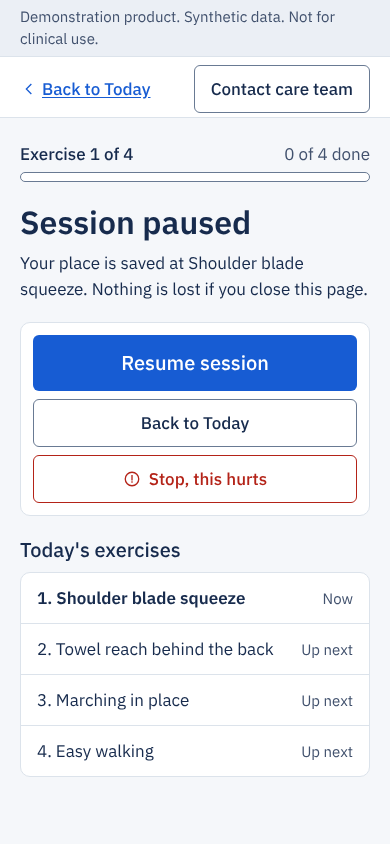 Demonstration product. Synthetic data. Not for
clinical use.
Back to Today
Contact care team
Exercise 1 of 4
0 of 4 done
Session paused
Your place is saved at Shoulder blade
squeeze. Nothing is lost if you close this page.
Resume session
Back to Today
Stop, this hurts
Today's exercises
1. Shoulder blade squeeze
Now
2. Towel reach behind the back
Up next
3. Marching in place
Up next
4. Easy walking
Up next